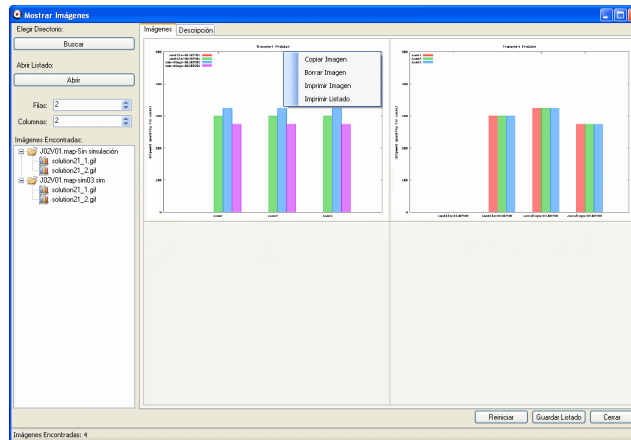 Mostrar Imágenes
Elegir Directorio:
Buscar
Abrir Listado:
Abrir
Filas: 2
Columnas: 2
Imágenes Encontradas:
J02V01.map-Sin simulación
solution21_1.gif
solution21_2.gif
J02V01.map-sim03.sim
solution21_1.gif
solution21_2.gif
Imágenes Descripción
Transport Problem
Copiar Imagen
Borrar Imagen
Imprimir Imagen
Imprimir Listado
Transport Problem
Reiniciar Guardar Listado Cerrar
Imágenes Encontradas: 4